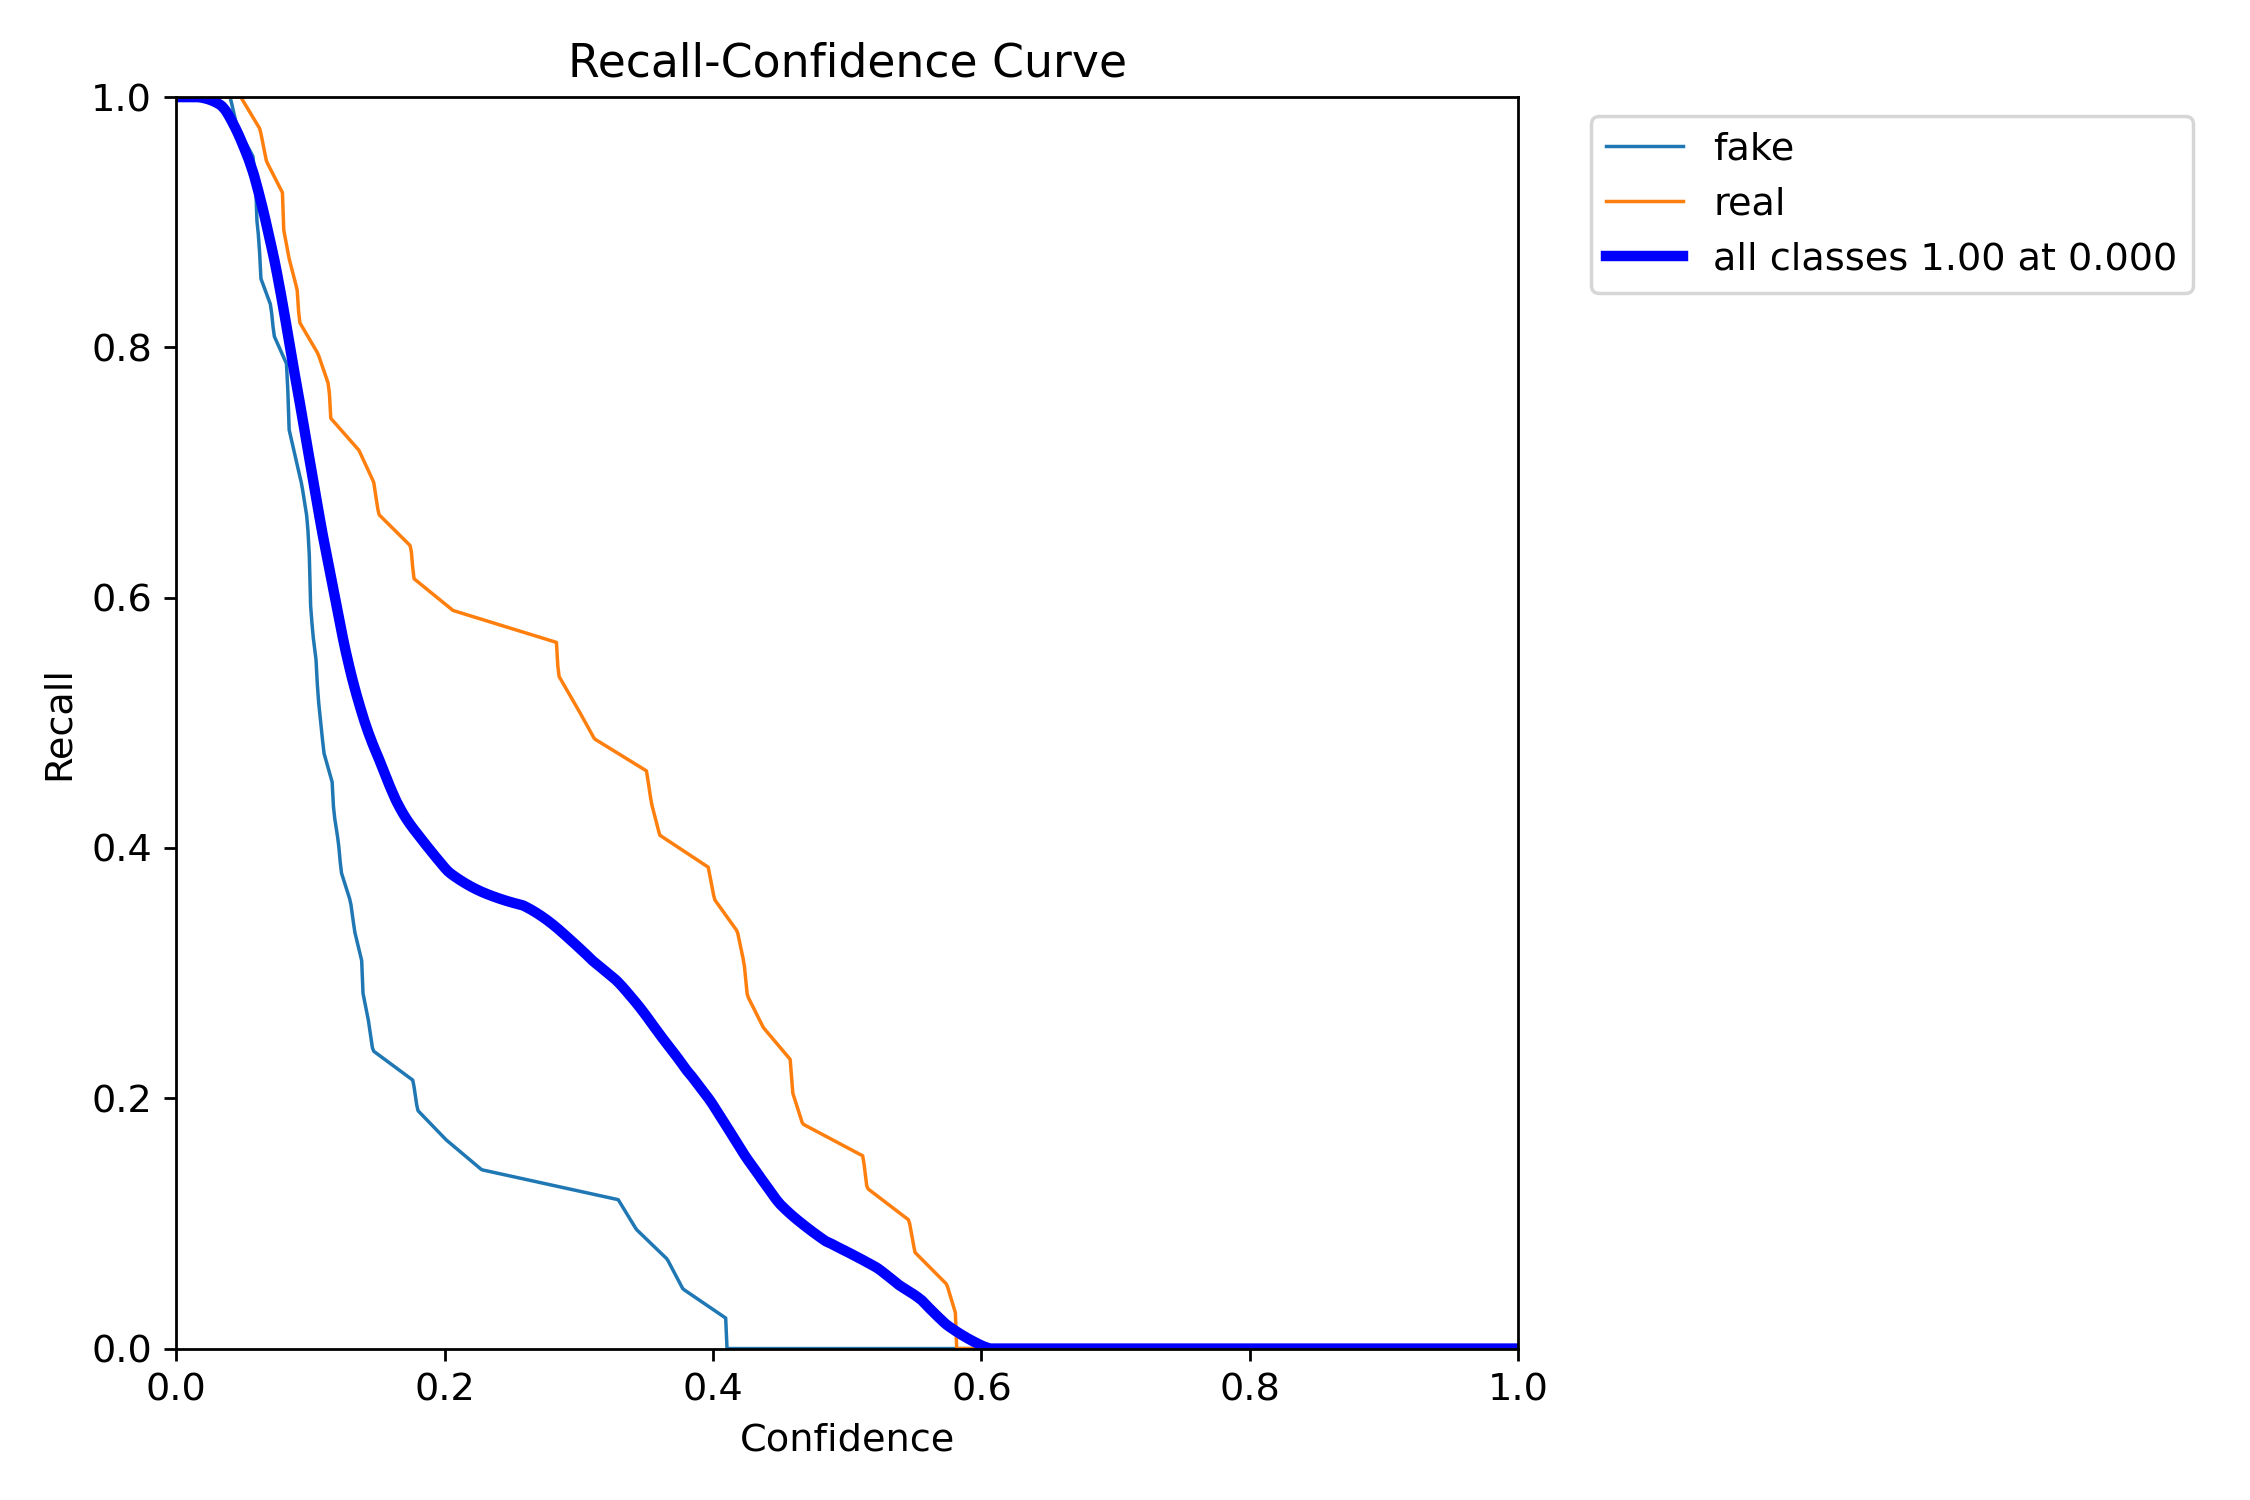 Recall-Confidence Curve
1.0
0.8
0.6
0.4
0.2
0.0
Recall
0.0 0.2 0.4 0.6 0.8 1.0
Confidence
fake
real
all classes 1.00 at 0.000